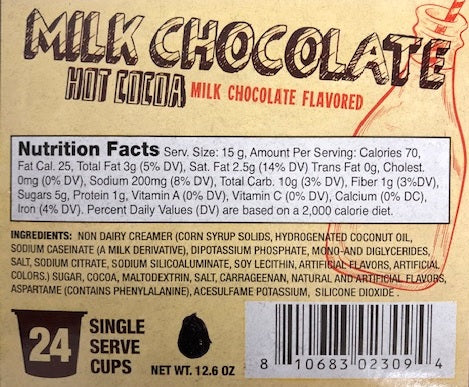 MILK CHOCOLATE
HOT COCOA MILK CHOCOLATE FLAVORED
Nutrition Facts Serv. Size: 15 g, Amount Per Serving: Calories 70,
Fat Cal. 25, Total Fat 3g (5% DV), Sat. Fat 2.5g (14% DV) Trans Fat 0g, Cholest.
0mg (0% DV), Sodium 200mg (8% DV), Total Carb. 10g (3% DV), Fiber 1g (3%DV),
Sugars 5g, Protein 1g, Vitamin A (0% DV), Vitamin C (0% DV), Calcium (0% DC),
Iron (4% DV). Percent Daily Values (DV) are based on a 2,000 calorie diet.
INGREDIENTS: NON DAIRY CREAMER (CORN SYRUP SOLIDS, HYDROGENATED COCONUT OIL,
SODIUM CASEINATE (A MILK DERIVATIVE), DIPOTASSIUM PHOSPHATE, MONO-AND DIGLYCERIDES,
SALT, SODIUM CITRATE, SODIUM SILICOALUMINATE, SOY LECITHIN, ARTIFICIAL FLAVORS, ARTIFICIAL
COLORS.) SUGAR, COCOA, MALTODEXTRIN, SALT, CARRAGEENAN, NATURAL AND ARTIFICIAL FLAVORS,
ASPARTAME (CONTAINS PHENYLALANINE), ACESULFAME POTASSIUM, SILICONE DIOXIDE .
24 SINGLE
SERVE
CUPS
NET WT. 12.6 OZ
8 10683 02309 4